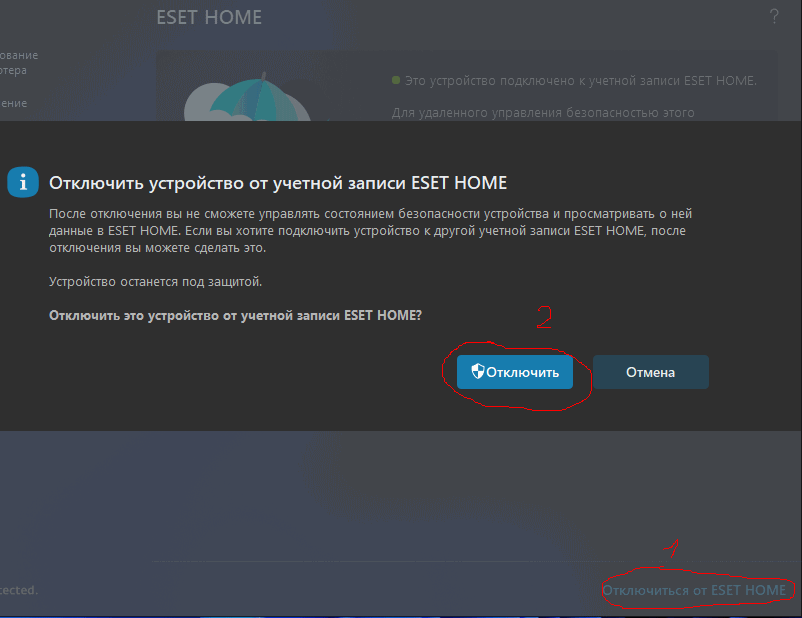 ESET HOME
?
ование
ютера
ение
Это устройство подключено к учетной записи ESET HOME.
Для удаленного управления безопасностью этого
Отключить устройство от учетной записи ESET HOME
После отключения вы не сможете управлять состоянием безопасности устройства и просматривать о ней
данные в ESET HOME. Если вы хотите подключить устройство к другой учетной записи ESET HOME, после
отключения вы можете сделать это.
Устройство останется под защитой.
Отключить это устройство от учетной записи ESET HOME?
2
Отключить
Отмена
1
tected.
Отключиться от ESET HOME